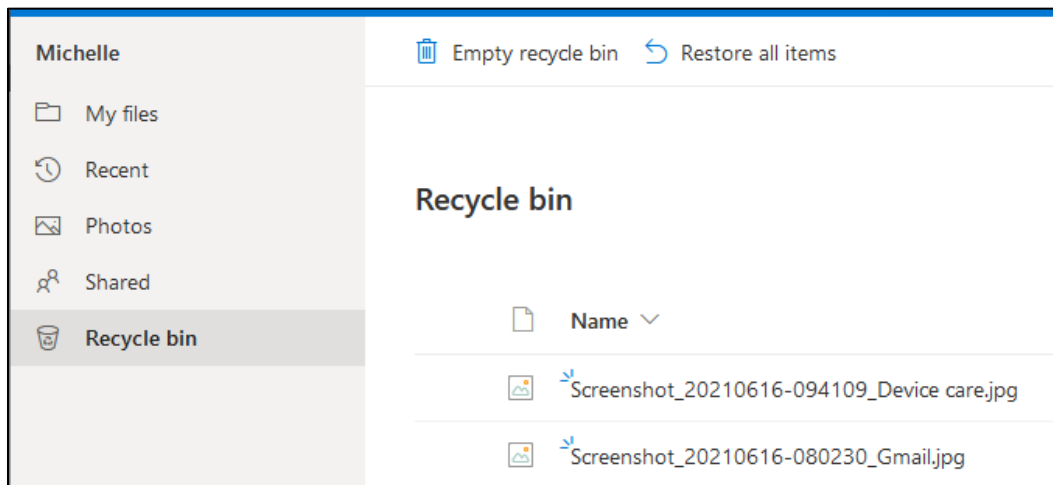 Michelle
My files
Recent
Photos
Shared
Recycle bin
Empty recycle bin Restore all items
Recycle bin
Name
Screenshot_20210616-094109_Device care.jpg
Screenshot_20210616-080230_Gmail.jpg